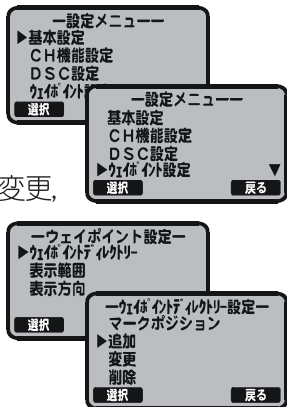 ー設定メニューー
▶基本設定
ＣＨ機能設定
ＤＳＣ設定
ｳｪｲﾎﾟｲﾝﾄ
選択
ー設定メニューー
基本設定
ＣＨ機能設定
ＤＳＣ設定
▶ｳｪｲﾎﾟｲﾝﾄ設定 ▼
選択 戻る
変更,
ーウェイポイント設定ー
▶ｳｪｲﾎﾟｲﾝﾄﾃﾞｨﾚｸﾄﾘｰ
表示範囲
表示方向
選択
ーｳｪｲﾎﾟｲﾝﾄﾃﾞｨﾚｸﾄﾘｰ設定ー
マークポジション
▶追加
変更
削除
選択 戻る